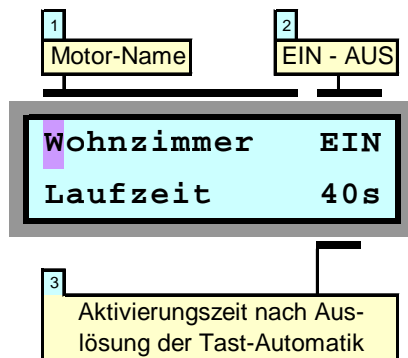 1
Motor-Name
2
EIN - AUS
Wohnzimmer EIN
Laufzeit 40s
3
Aktivierungszeit nach Aus-
lösung der Tast-Automatik